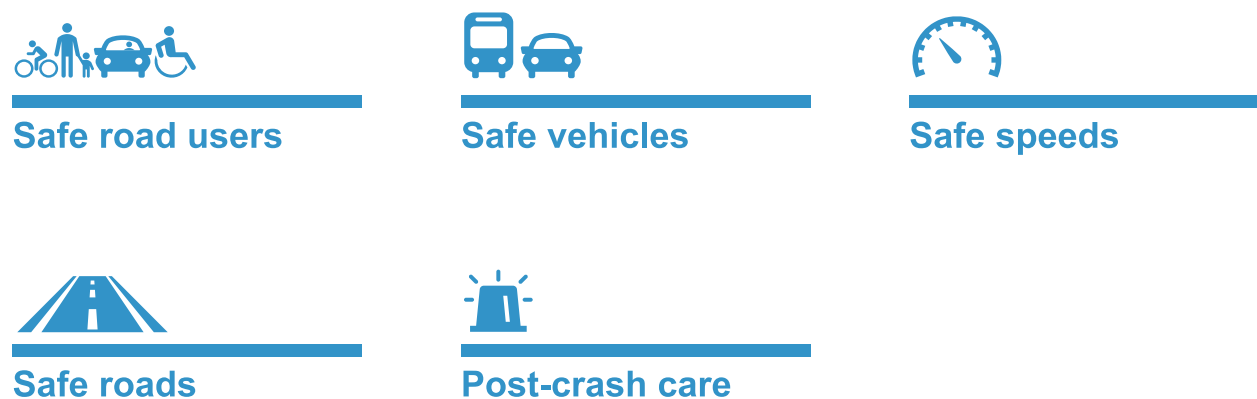 Safe road users
Safe vehicles
Safe speeds
Safe roads
Post-crash care